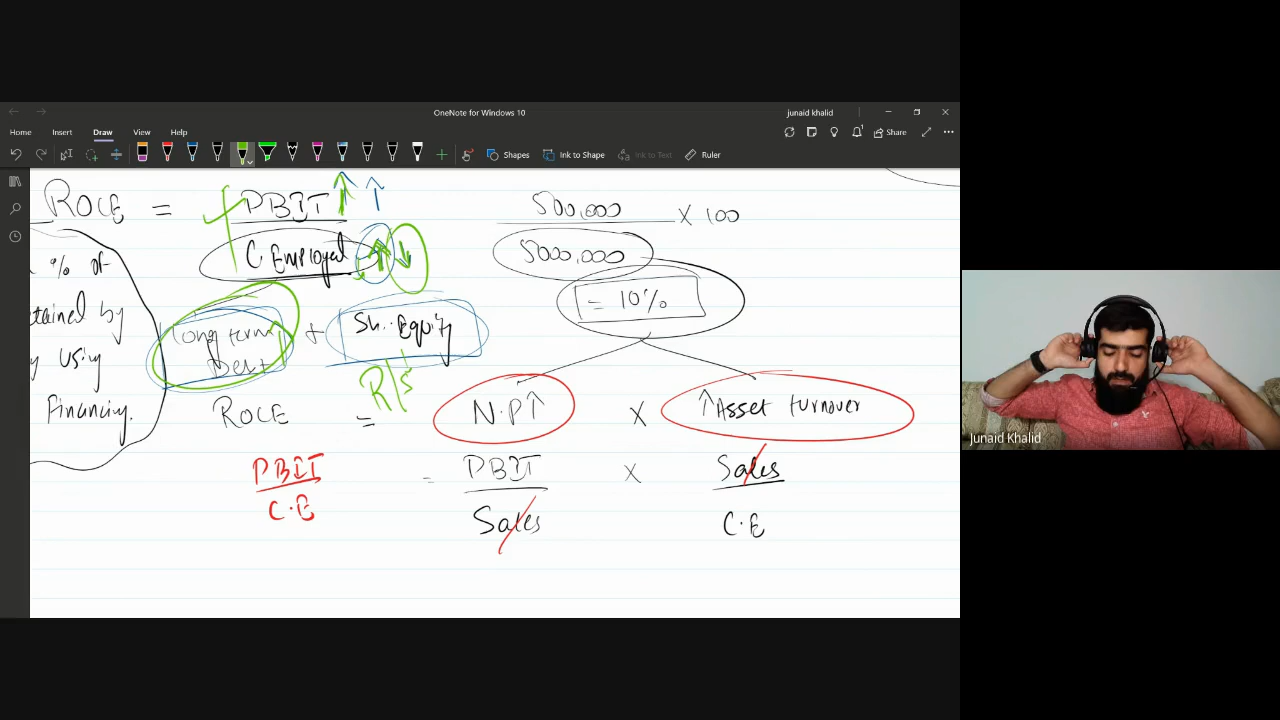 OneNote for Windows 10
junaid khalid
Home Insert Draw View Help
Shapes Ink to Shape Ink to Text Ruler Share
ROCE = PBIT
C Employed
500,000 X 100
5000,000
= 10%
% of
tained by
using
Financing.
Long term Debt + Sh. Equity
R/s
ROCE = N.P↑ X ↑Asset turnover
PBIT = PBIT X Sales
C.E Sales C.E
Junaid Khalid